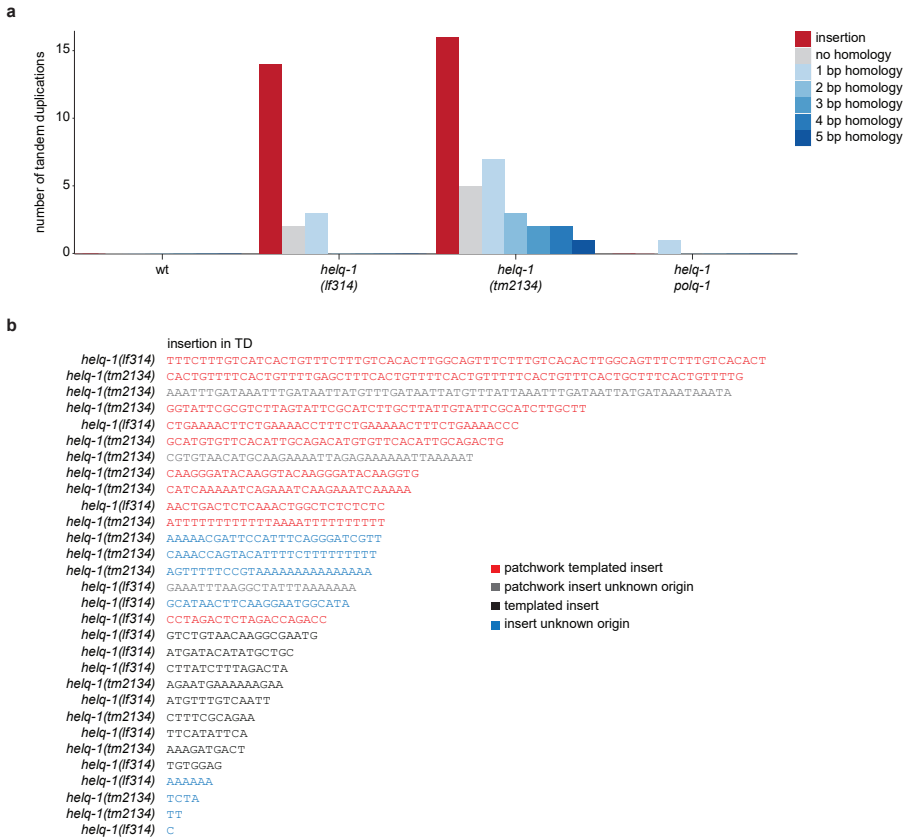 a
number of tandem duplications
15
10
5
0
wt
helq-1
(lf314)
helq-1
(tm2134)
helq-1
polq-1
insertion
no homology
1 bp homology
2 bp homology
3 bp homology
4 bp homology
5 bp homology
b
insertion in TD
helq-1(lf314) TTTCTTTGTCATCACTGTTTCTTTGTCACACTTGGCAGTTTCTTTGTCACACTTGGCAGTTTCTTTGTCACACT
helq-1(tm2134) CACTGTTTTCACTGTTTTGAGCTTTCACTGTTTTCACTGTTTTTCACTGTTTCACTGCTTTCACTGTTTTG
helq-1(tm2134) AAATTTGATAAATTTGATAATTATGTTTGATAATTATGTTTATTAAATTTGATAATTATGATAAATAAATA
helq-1(tm2134) GGTATTCGCGTCTTAGTATTCGCATCTTGCTTATTGTATTCGCATCTTGCTT
helq-1(lf314) CTGAAAACTTCTGAAAACCTTTCTGAAAAACTTTCTGAAAACCC
helq-1(tm2134) GCATGTGTTCACATTGCAGACATGTGTTCACATTGCAGACTG
helq-1(tm2134) CGTGTAACATGCAAGAAAATTAGAGAAAAAATTAAAAAT
helq-1(tm2134) CAAGGGATACAAGGTACAAGGGATACAAGGTG
helq-1(tm2134) CATCAAAAATCAGAAATCAAGAAATCAAAAA
helq-1(lf314) AACTGACTCTCAAACTGGCTCTCTCTC
helq-1(tm2134) ATTTTTTTTTTTTAAAATTTTTTTTTT
helq-1(tm2134) AAAAACGATTCCATTTCAGGGATCGTT
helq-1(tm2134) CAAACCAGTACATTTTCTTTTTTTTT
helq-1(tm2134) AGTTTTTCCGTAAAAAAAAAAAAAAA
helq-1(lf314) GAAATTTAAGGCTATTTAAAAAAA
helq-1(lf314) GCATAACTTCAAGGAATGGCATA
helq-1(lf314) CCTAGACTCTAGACCAGACC
helq-1(lf314) GTCTGTAACAAGGCGAATG
helq-1(lf314) ATGATACATATGCTGC
helq-1(lf314) CTTATCTTTAGACTA
helq-1(tm2134) AGAATGAAAAAAGAA
helq-1(lf314) ATGTTTGTCAATT
helq-1(tm2134) CTTTCGCAGAA
helq-1(lf314) TTCATATTCA
helq-1(tm2134) AAAGATGACT
helq-1(lf314) TGTGGAG
helq-1(lf314) AAAAAA
helq-1(tm2134) TCTA
helq-1(tm2134) TT
helq-1(lf314) C
patchwork templated insert
patchwork insert unknown origin
templated insert
insert unknown origin